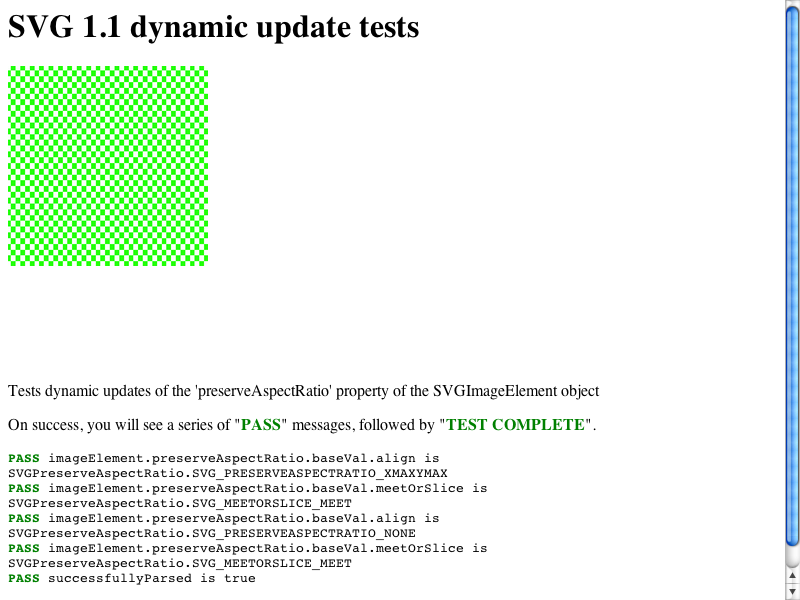 SVG 1.1 dynamic update tests
Tests dynamic updates of the 'preserveAspectRatio' property of the SVGImageElement object
On success, you will see a series of "PASS" messages, followed by "TEST COMPLETE".
PASS imageElement.preserveAspectRatio.baseVal.align is
SVGPreserveAspectRatio.SVG_PRESERVEASPECTRATIO_XMAXYMAX
PASS imageElement.preserveAspectRatio.baseVal.meetOrSlice is
SVGPreserveAspectRatio.SVG_MEETORSLICE_MEET
PASS imageElement.preserveAspectRatio.baseVal.align is
SVGPreserveAspectRatio.SVG_PRESERVEASPECTRATIO_NONE
PASS imageElement.preserveAspectRatio.baseVal.meetOrSlice is
SVGPreserveAspectRatio.SVG_MEETORSLICE_MEET
PASS successfullyParsed is true